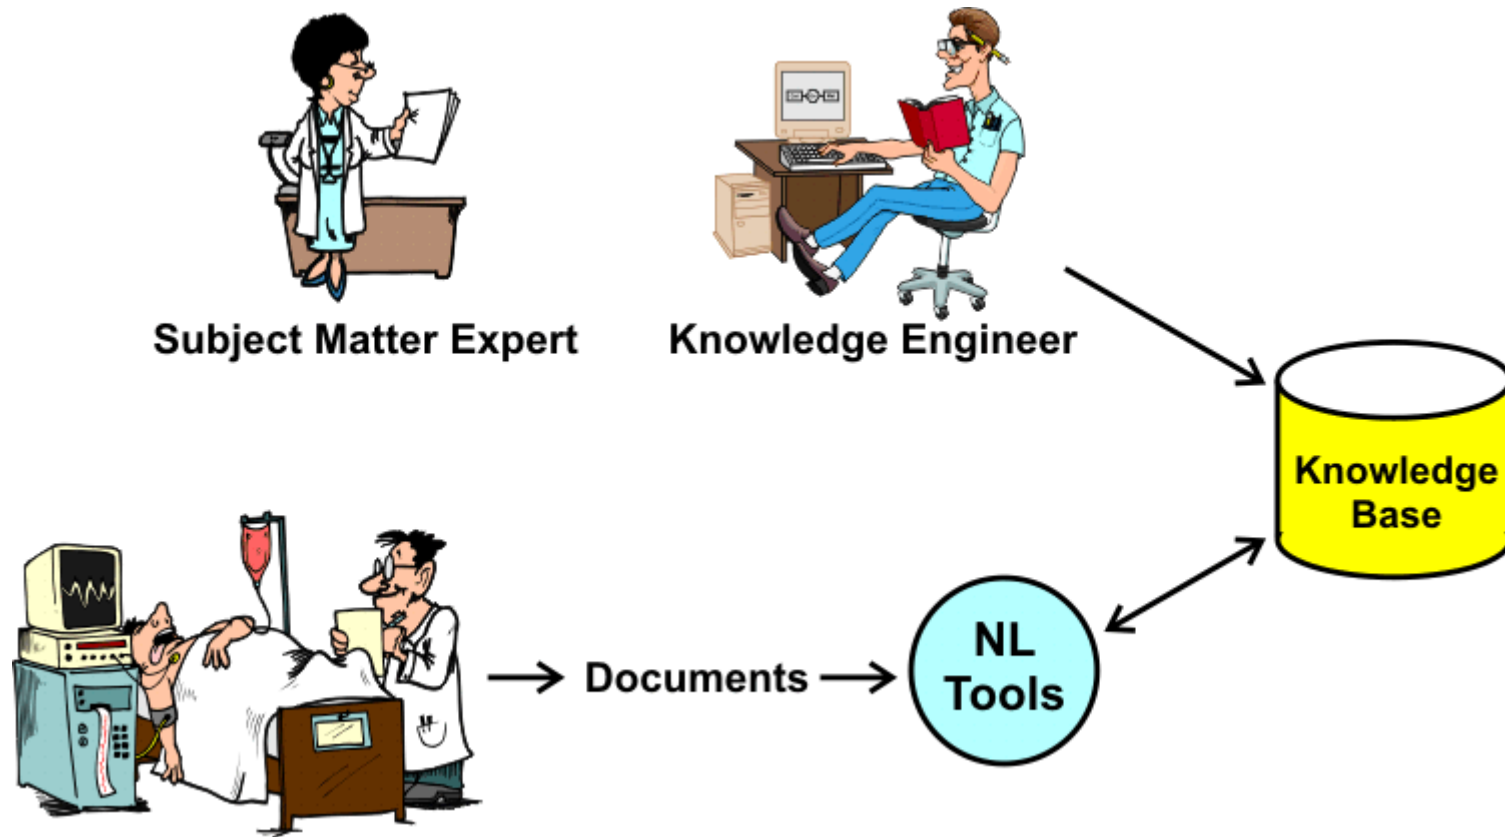 Subject Matter Expert
Knowledge Engineer
Knowledge
Base
Documents
NL
Tools